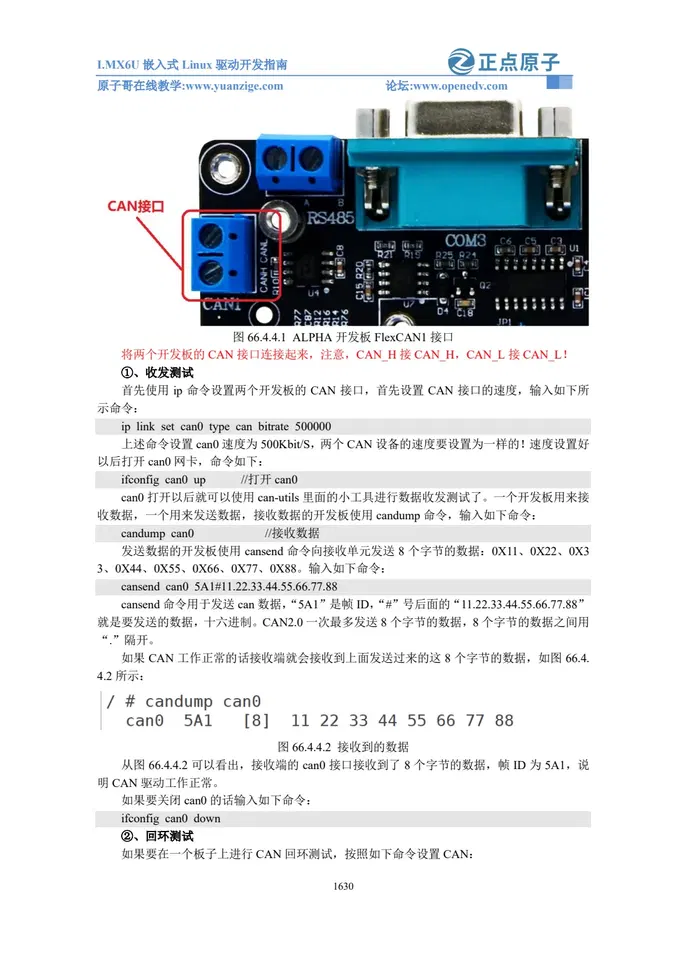 I.MX6U 嵌入式 Linux 驱动开发指南
正点原子
原子哥在线教学:www.yuanzige.com
论坛:www.openedv.com
CAN接口
A B
RS485
COM3
CANH CANL
CAN1
R10
U4
C8
C15
R20
R21
R19
U7
R25
R24
D4
C18
Q2
C6
C5
C3
U1
JP1
R77
C87
R12
R16
R14
R76
图 66.4.4.1 ALPHA 开发板 FlexCAN1 接口
将两个开发板的 CAN 接口连接起来，注意，CAN_H 接 CAN_H，CAN_L 接 CAN_L！
①、收发测试
首先使用 ip 命令设置两个开发板的 CAN 接口，首先设置 CAN 接口的速度，输入如下所
示命令：
ip link set can0 type can bitrate 500000
上述命令设置 can0 速度为 500Kbit/S，两个 CAN 设备的速度要设置为一样的！速度设置好
以后打开 can0 网卡，命令如下：
ifconfig can0 up //打开 can0
can0 打开以后就可以使用 can-utils 里面的小工具进行数据收发测试了。一个开发板用来接
收数据，一个用来发送数据，接收数据的开发板使用 candump 命令，输入如下命令：
candump can0 //接收数据
发送数据的开发板使用 cansend 命令向接收单元发送 8 个字节的数据：0X11、0X22、0X3
3、0X44、0X55、0X66、0X77、0X88。输入如下命令：
cansend can0 5A1#11.22.33.44.55.66.77.88
cansend 命令用于发送 can 数据，“5A1”是帧 ID，“#”号后面的“11.22.33.44.55.66.77.88”
就是要发送的数据，十六进制。CAN2.0 一次最多发送 8 个字节的数据，8 个字节的数据之间用
“.”隔开。
如果 CAN 工作正常的话接收端就会接收到上面发送过来的这 8 个字节的数据，如图 66.4.
4.2 所示：
/ # candump can0
can0 5A1 [8] 11 22 33 44 55 66 77 88
图 66.4.4.2 接收到的数据
从图 66.4.4.2 可以看出，接收端的 can0 接口接收到了 8 个字节的数据，帧 ID 为 5A1，说
明 CAN 驱动工作正常。
如果要关闭 can0 的话输入如下命令：
ifconfig can0 down
②、回环测试
如果要在一个板子上进行 CAN 回环测试，按照如下命令设置 CAN：
1630